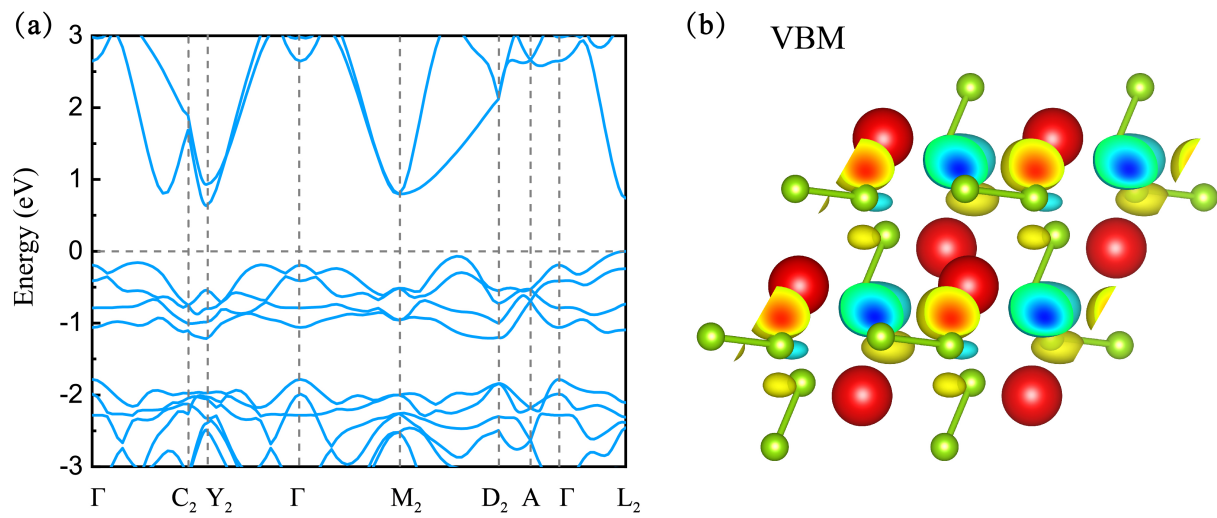 (a)
3
2
1
0
-1
-2
-3
Energy (eV)
Γ C₂ Y₂ Γ M₂ D₂ A Γ L₂
(b)
VBM